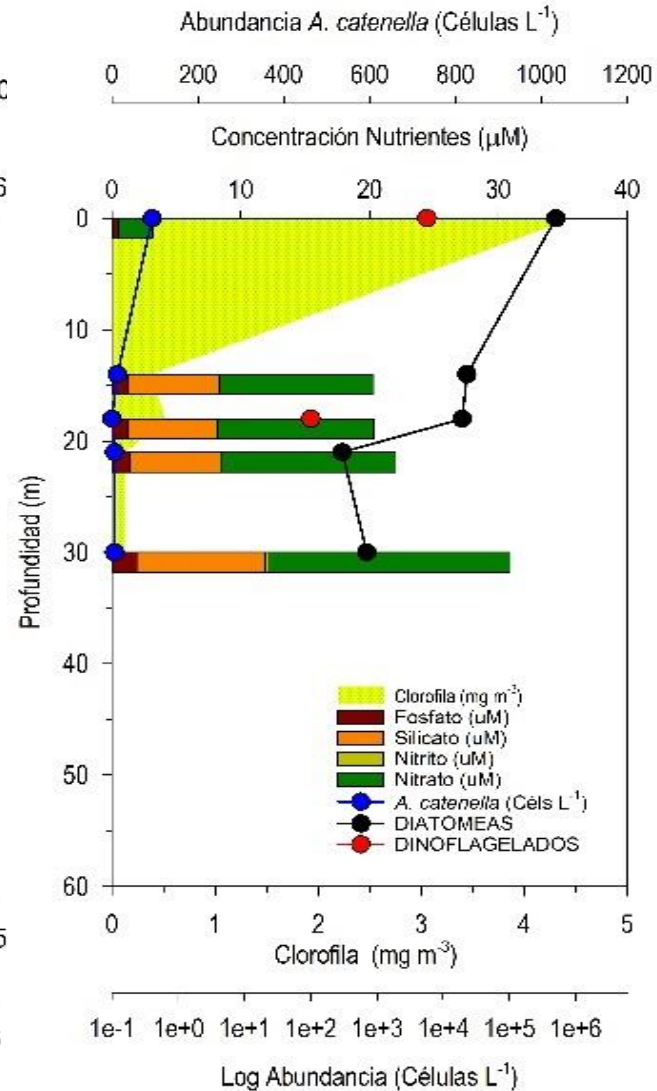 Abundancia A. catenella (Células L⁻¹)
0 200 400 600 800 1000 1200
Concentración Nutrientes (µM)
0 10 20 30 40
0
10
20
30
40
50
60
Profundidad (m)
Clorofila (mg m⁻³)
Fosfato (uM)
Silicato (uM)
Nitrito (uM)
Nitrato (uM)
A. catenella (Céls L⁻¹)
DIATOMEAS
DINOFLAGELADOS
0 1 2 3 4 5
Clorofila (mg m⁻³)
1e-1 1e+0 1e+1 1e+2 1e+3 1e+4 1e+5 1e+6
Log Abundancia (Células L⁻¹)